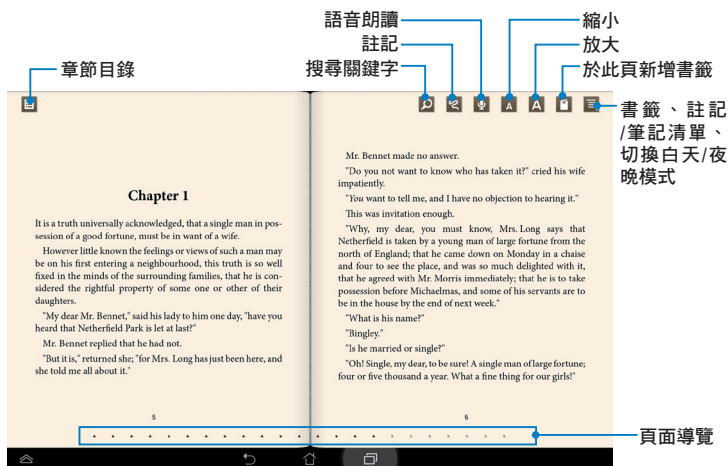 語音朗讀
註記
搜尋關鍵字
章節目錄
縮小
放大
於此頁新增書籤
書籤、註記
/筆記清單、
切換白天/夜
晚模式
A
A
Chapter 1
It is a truth universally acknowledged, that a single man in pos-
session of a good fortune, must be in want of a wife.
However little known the feelings or views of such a man may
be on his first entering a neighbourhood, this truth is so well
fixed in the minds of the surrounding families, that he is con-
sidered the rightful property of some one or other of their
daughters.
"My dear Mr. Bennet," said his lady to him one day, "have you
heard that Netherfield Park is let at last?"
Mr. Bennet replied that he had not.
"But it is," returned she; "for Mrs. Long has just been here, and
she told me all about it."
5
Mr. Bennet made no answer.
"Do you not want to know who has taken it?" cried his wife
impatiently.
"You want to tell me, and I have no objection to hearing it."
This was invitation enough.
"Why, my dear, you must know, Mrs. Long says that
Netherfield is taken by a young man of large fortune from the
north of England; that he came down on Monday in a chaise
and four to see the place, and was so much delighted with it,
that he agreed with Mr. Morris immediately; that he is to take
possession before Michaelmas, and some of his servants are to
be in the house by the end of next week."
"What is his name?"
"Bingley."
"Is he married or single?"
"Oh! Single, my dear, to be sure! A single man of large fortune;
four or five thousand a year. What a fine thing for our girls!"
6
頁面導覽